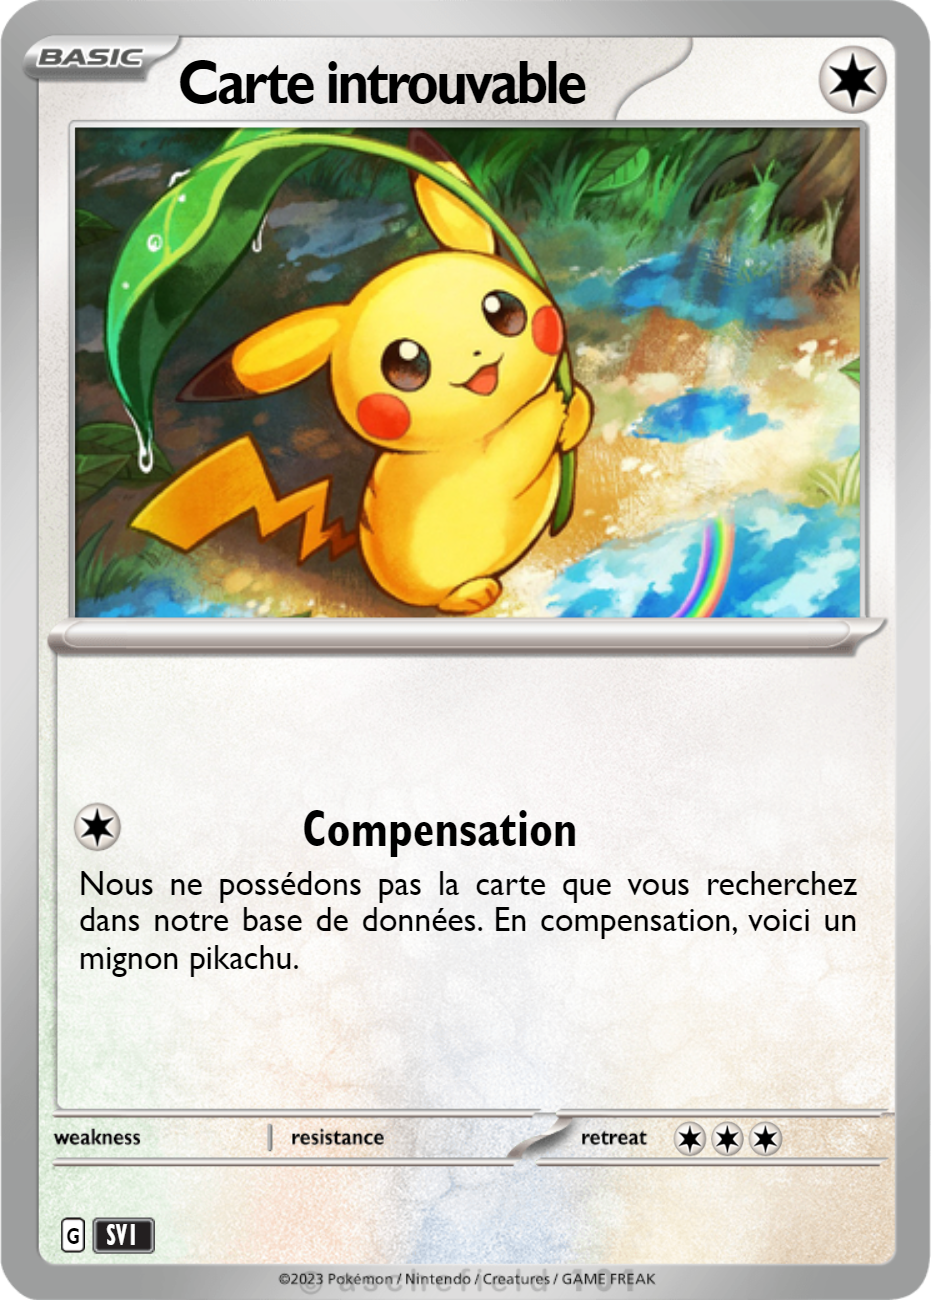 BASIC
Carte introuvable
Compensation
Nous ne possédons pas la carte que vous recherchez
dans notre base de données. En compensation, voici un
mignon pikachu.
weakness
resistance
retreat
G SVI
©2023 Pokémon / Nintendo / Creatures / GAME FREAK